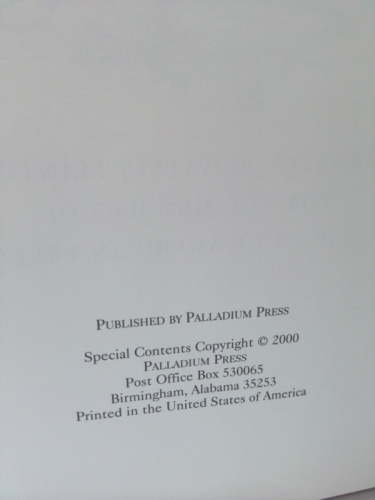 PUBLISHED BY PALLADIUM PRESS
Special Contents Copyright © 2000
PALLADIUM PRESS
Post Office Box 530065
Birmingham, Alabama 35253
Printed in the United States of America